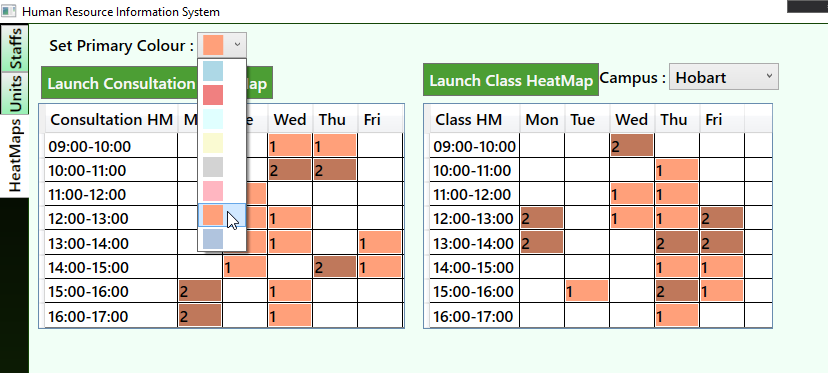 Human Resource Information System
Staffs
Units
HeatMaps
Set Primary Colour :
Launch Consultation Map
Consultation HM Wed Thu Fri
09:00-10:00 1 1
10:00-11:00 2 2
11:00-12:00
12:00-13:00 1
13:00-14:00 1 1
14:00-15:00 1 2 1
15:00-16:00 2 1
16:00-17:00 2 1
Launch Class HeatMap Campus : Hobart
Class HM Mon Tue Wed Thu Fri
09:00-10:00 2
10:00-11:00 1
11:00-12:00 1 1
12:00-13:00 2 1 1 2
13:00-14:00 2 2 2
14:00-15:00 1 1
15:00-16:00 1 2 1
16:00-17:00 1